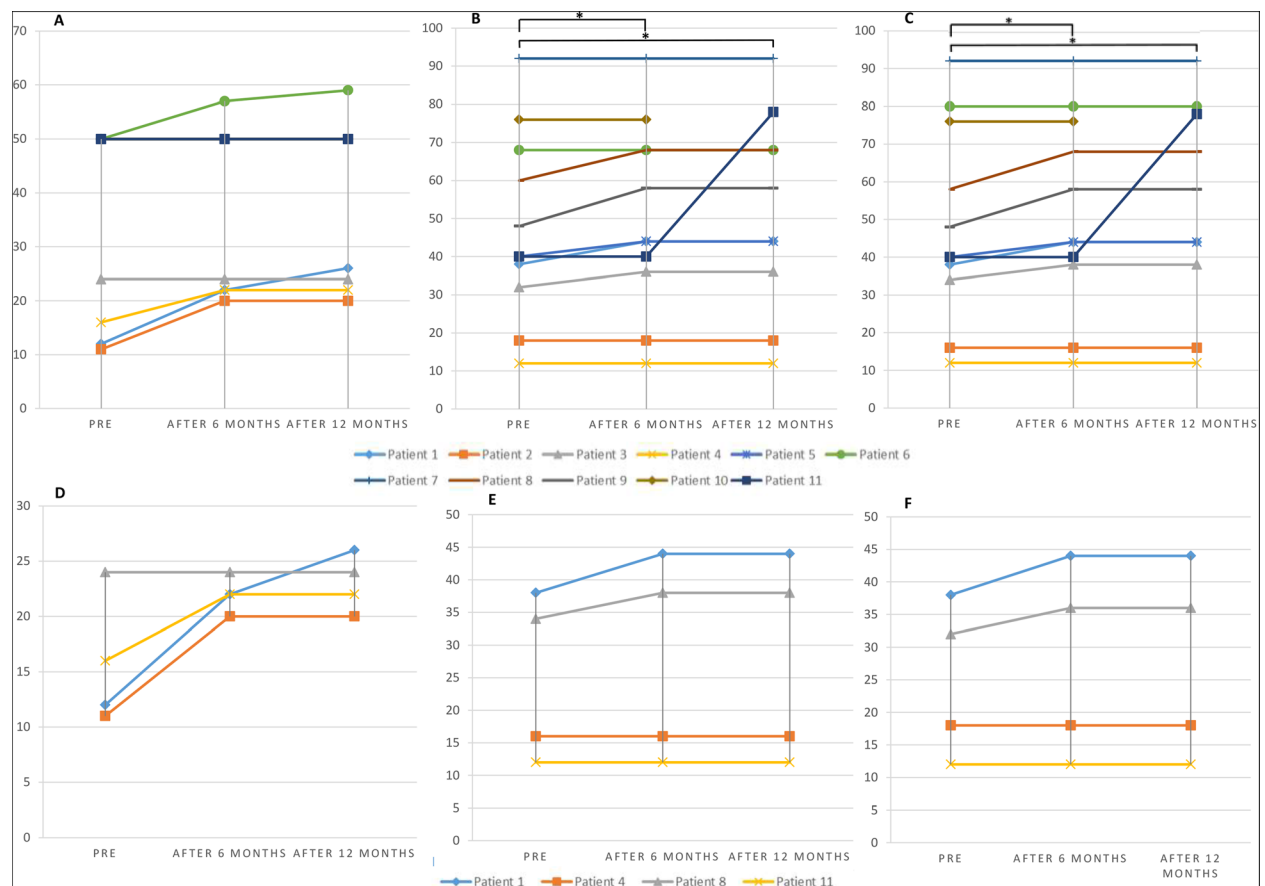 A
70
60
50
40
30
20
10
0
PRE
AFTER 6 MONTHS
AFTER 12 MONTHS
B
*
*
100
90
80
70
60
50
40
30
20
10
0
PRE
AFTER 6 MONTHS
AFTER 12 MONTHS
C
*
*
100
90
80
70
60
50
40
30
20
10
0
PRE
AFTER 6 MONTHS
AFTER 12 MONTHS
Patient 1 Patient 2 Patient 3 Patient 4 Patient 5 Patient 6
Patient 7 Patient 8 Patient 9 Patient 10 Patient 11
D
30
25
20
15
10
5
0
PRE
AFTER 6 MONTHS
AFTER 12 MONTHS
E
50
45
40
35
30
25
20
15
10
5
0
PRE
AFTER 6 MONTHS
AFTER 12 MONTHS
F
50
45
40
35
30
25
20
15
10
5
0
PRE
AFTER 6 MONTHS
AFTER 12
MONTHS
Patient 1 Patient 4 Patient 8 Patient 11